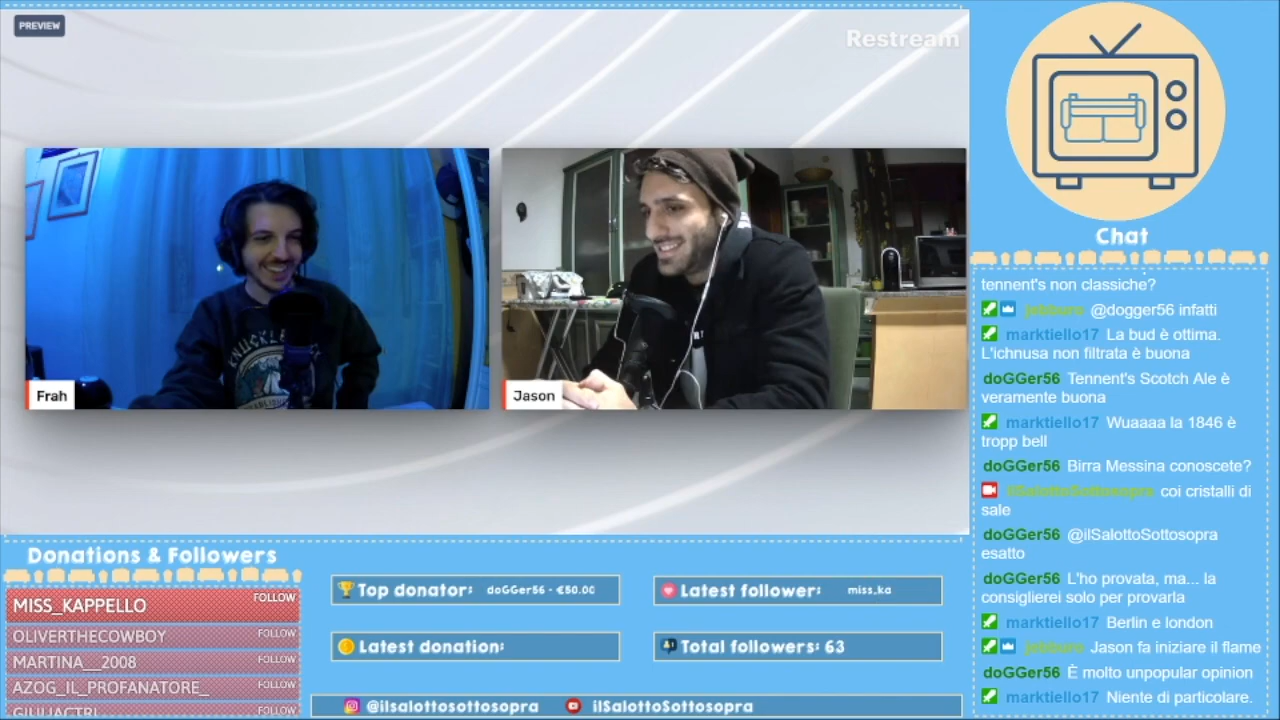 PREVIEW
Restream
Frah
Jason
KNUCKLE
Chat
tennent's non classiche?
@dogger56 infatti
marktiello17 La bud è ottima.
L'ichnusa non filtrata è buona
doGGer56 Tennent's Scotch Ale è
veramente buona
marktiello17 Wuaaaa la 1846 è
tropp bell
doGGer56 Birra Messina conoscete?
ilSalottoSottosopra coi cristalli di
sale
doGGer56 @ilSalottoSottosopra
esatto
doGGer56 L'ho provata, ma... la
consiglierei solo per provarla
marktiello17 Berlin e london
Jason fa iniziare il flame
doGGer56 È molto unpopular opinion
marktiello17 Niente di particolare.
Donations & Followers
MISS_KAPPELLO FOLLOW
OLIVERTHECOWBOY FOLLOW
MARTINA__2008 FOLLOW
AZOG_IL_PROFANATORE_ FOLLOW
FOLLOW
Top donator: doGGer56 - €50.00
Latest follower: miss_ka
Latest donation:
Total followers: 63
@ilsalottosottosopra
ilSalottoSottosopra